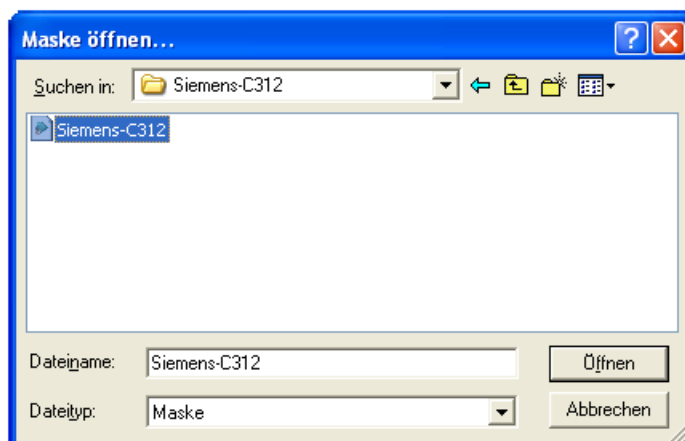 Maske öffnen...
Suchen in: Siemens-C312
Siemens-C312
Dateiname: Siemens-C312 Öffnen
Dateityp: Maske Abbrechen